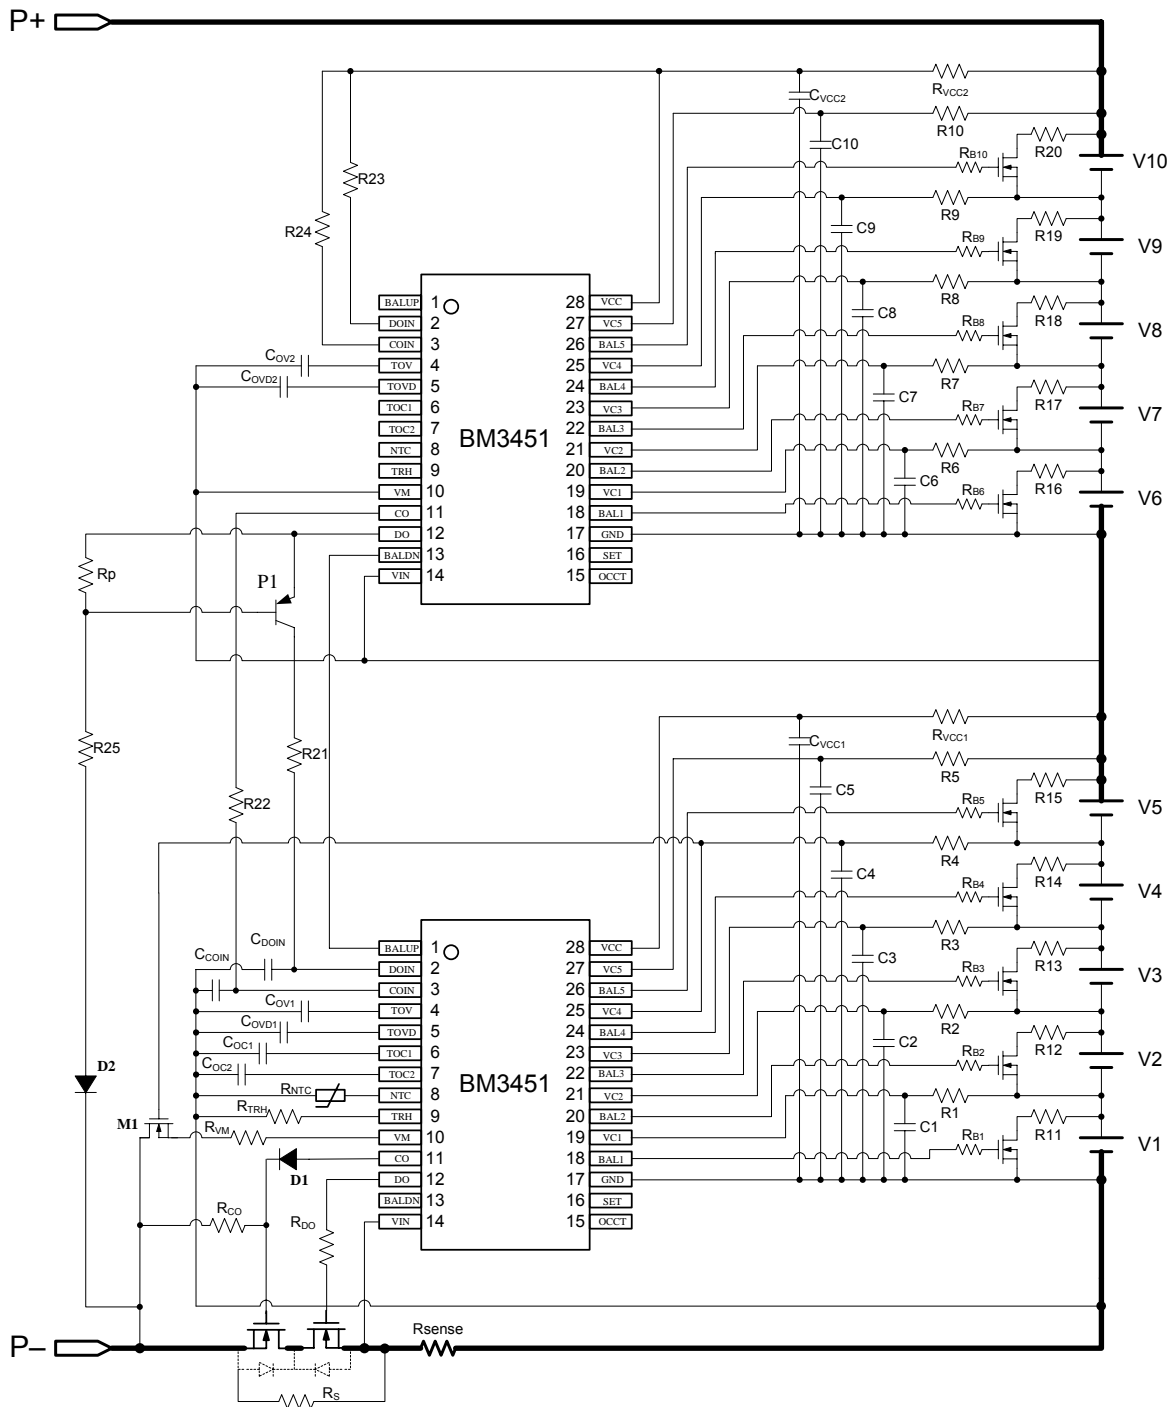 P+
CVCC2
RVCC2
R10
C10
R20
RB10
V10
R23
R9
R24
C9
RB9
R19
V9
R8
C8
RB8
R18
V8
R7
C7
RB7
R17
V7
R6
C6
RB6
R16
V6
COV2
COVD2
BM3451
BALUP 1
DOIN 2
COIN 3
TOV 4
TOVD 5
TOC1 6
TOC2 7
NTC 8
TRH 9
VM 10
CO 11
DO 12
BALDN 13
VIN 14
28 VCC
27 VC5
26 BAL5
25 VC4
24 BAL4
23 VC3
22 BAL3
21 VC2
20 BAL2
19 VC1
18 BAL1
17 GND
16 SET
15 OCCT
Rp
P1
R25
R21
R22
CVCC1
RVCC1
R5
C5
R15
RB5
V5
R4
C4
RB4
R14
V4
R3
C3
RB3
R13
V3
R2
C2
RB2
R12
V2
R1
C1
RB1
R11
V1
CDOIN
CCOIN
COV1
COVD1
COC1
COC2
RNTC
RTRH
RVM
BM3451
BALUP 1
DOIN 2
COIN 3
TOV 4
TOVD 5
TOC1 6
TOC2 7
NTC 8
TRH 9
VM 10
CO 11
DO 12
BALDN 13
VIN 14
28 VCC
27 VC5
26 BAL5
25 VC4
24 BAL4
23 VC3
22 BAL3
21 VC2
20 BAL2
19 VC1
18 BAL1
17 GND
16 SET
15 OCCT
D2
M1
D1
RCO
RDO
P–
Rsense
RS